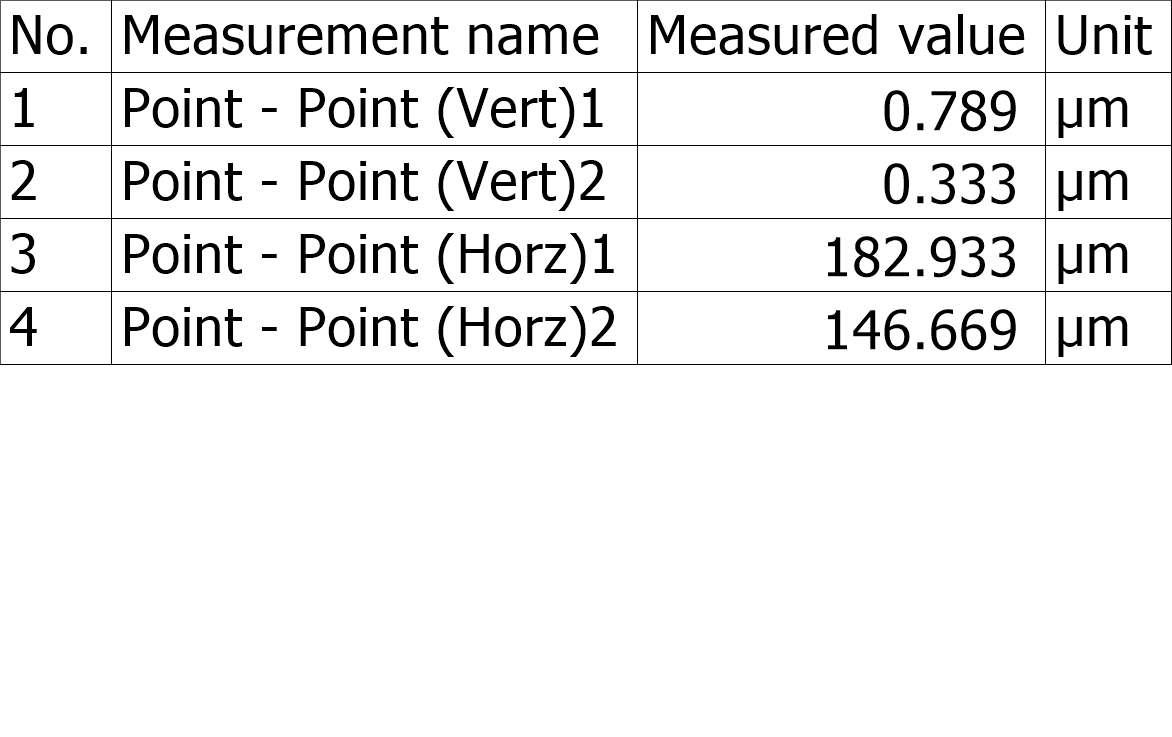 No. Measurement name Measured value Unit
1 Point - Point (Vert)1 0.789 µm
2 Point - Point (Vert)2 0.333 µm
3 Point - Point (Horz)1 182.933 µm
4 Point - Point (Horz)2 146.669 µm